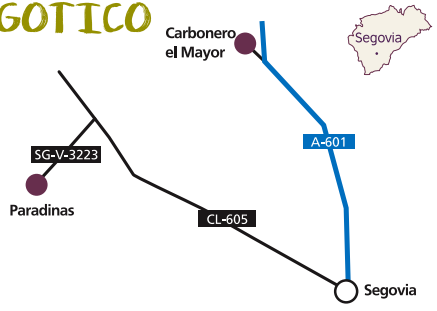 GOTICO
Carbonero
el Mayor
Segovia
A-601
SG-V-3223
Paradinas
CL-605
Segovia